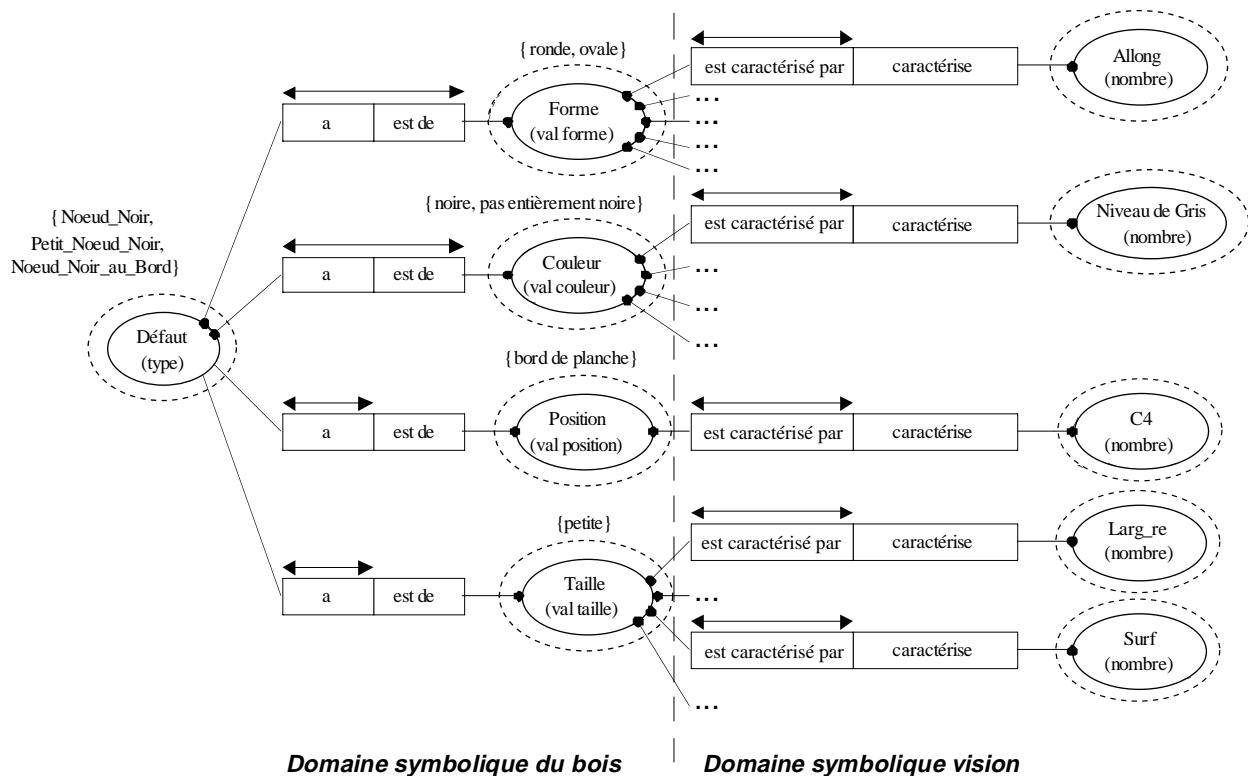 {ronde, ovale}
Allong
(nombre)
est caractérisé par
caractérise
...
a
est de
Forme
(val forme)
...
...
...
{noire, pas entièrement noire}
{Noeud_Noir,
Petit_Noeud_Noir,
Noeud_Noir_au_Bord}
Niveau de Gris
(nombre)
est caractérisé par
caractérise
a
est de
Couleur
(val couleur)
...
...
...
Défaut
(type)
{bord de planche}
a
est de
Position
(val position)
est caractérisé par
caractérise
C4
(nombre)
{petite}
est caractérisé par
caractérise
Larg_re
(nombre)
a
est de
Taille
(val taille)
...
est caractérisé par
caractérise
Surf
(nombre)
...
Domaine symbolique du bois
Domaine symbolique vision